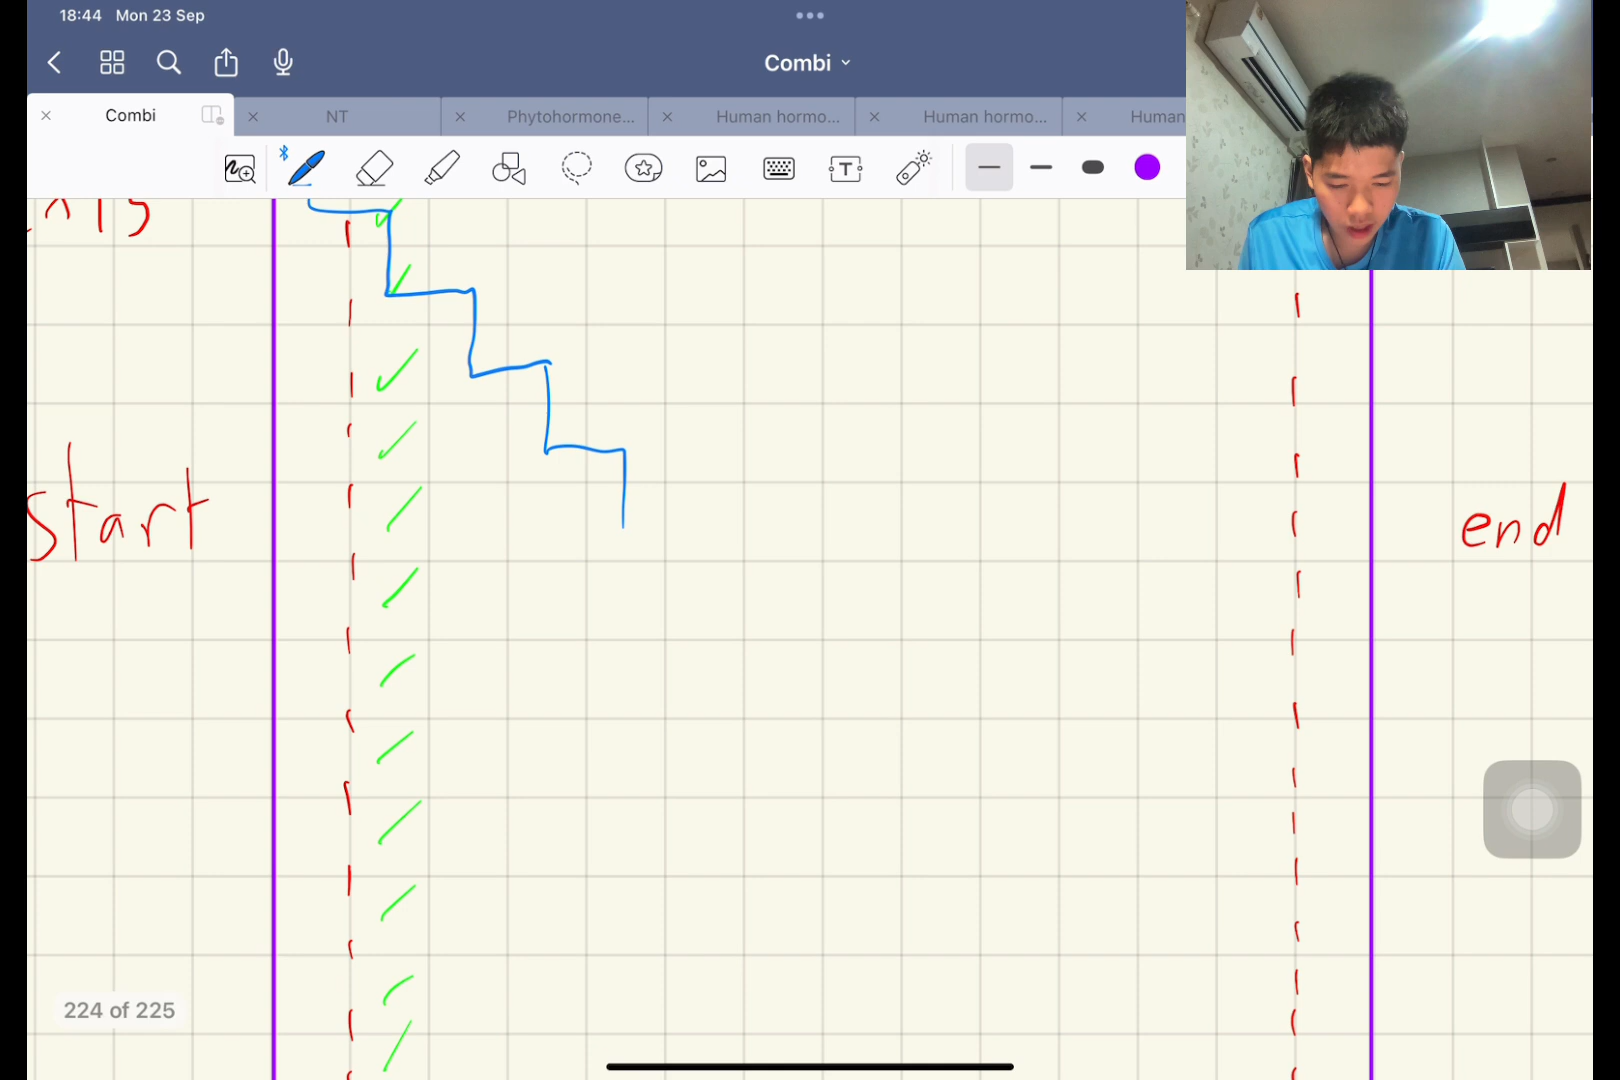 18:44 Mon 23 Sep
Combi
Combi NT Phytohormone... Human hormo... Human hormo... Human
T
start
end
224 of 225